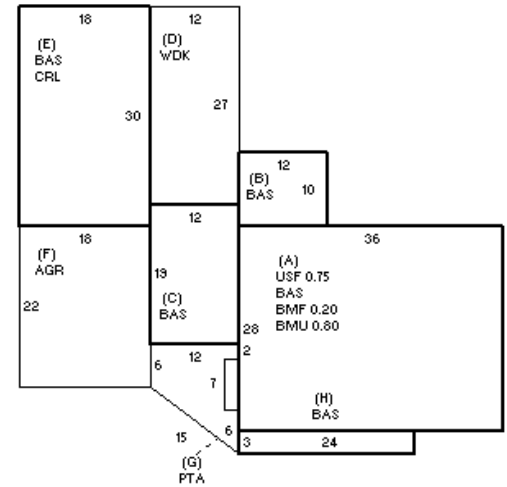 18
(E)
BAS
CRL
30
12
(D)
WDK
27
12
(B)
BAS
10
12
19
(C)
BAS
18
(F)
AGR
22
36
(A)
USF 0.75
BAS
BMF 0.20
BMU 0.80
28
2
12
6
7
(H)
BAS
6
15
3
24
(G)
PTA